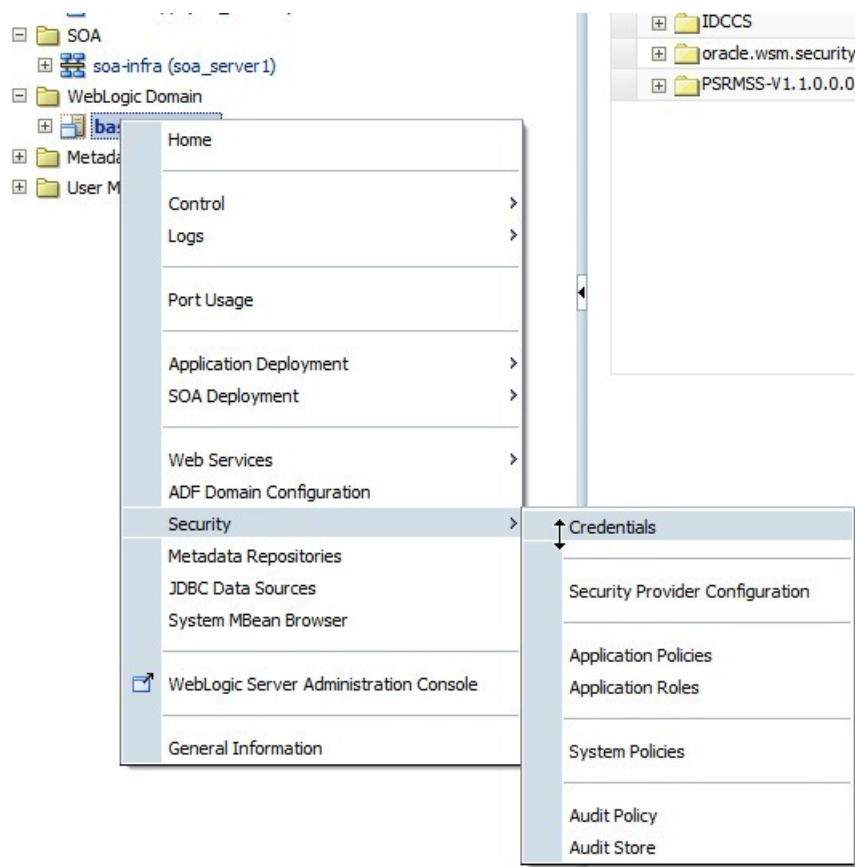 SOA
soa-infra (soa_server1)
WebLogic Domain
Home
Control
Logs
Port Usage
Application Deployment
SOA Deployment
Web Services
ADF Domain Configuration
Security
Metadata Repositories
JDBC Data Sources
System MBean Browser
WebLogic Server Administration Console
General Information
Credentials
Security Provider Configuration
Application Policies
Application Roles
System Policies
Audit Policy
Audit Store
bas
Metada
User M
IDCCS
oracle.wsm.security
PSRMSS-V1.1.0.0.0